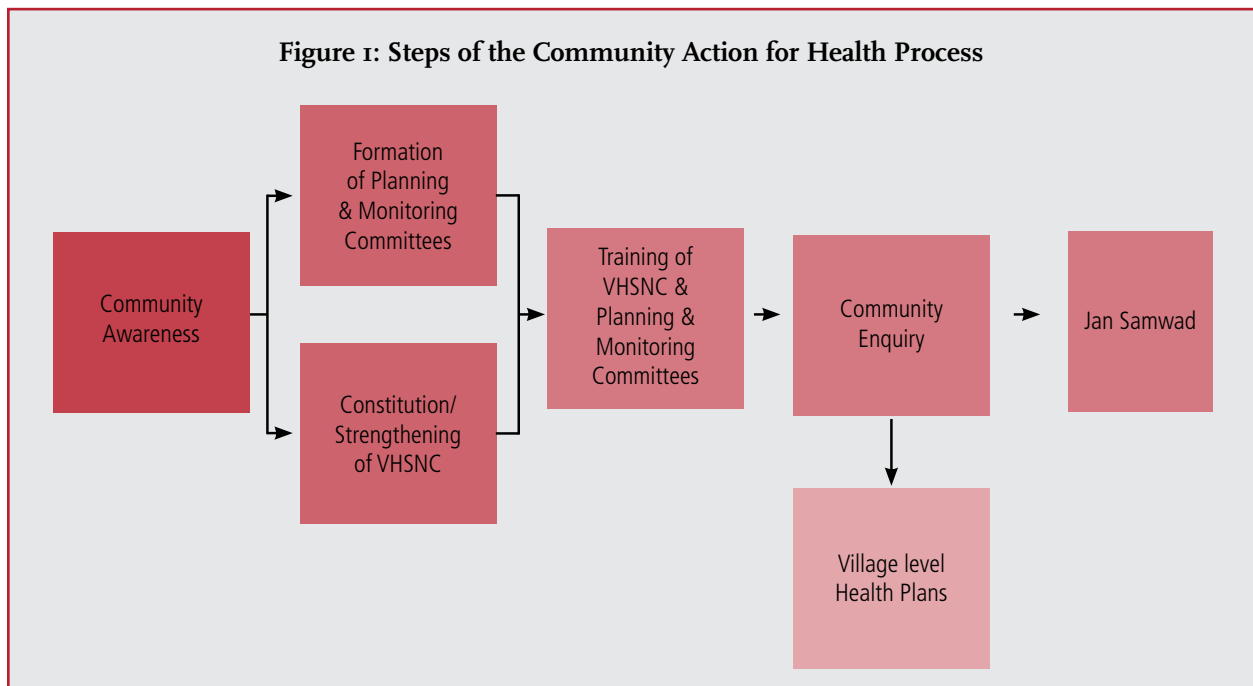 Figure 1: Steps of the Community Action for Health Process
Community
Awareness
Formation
of Planning
& Monitoring
Committees
Constitution/
Strengthening
of VHSNC
Training of
VHSNC &
Planning &
Monitoring
Committees
Community
Enquiry
Village level
Health Plans
Jan Samwad